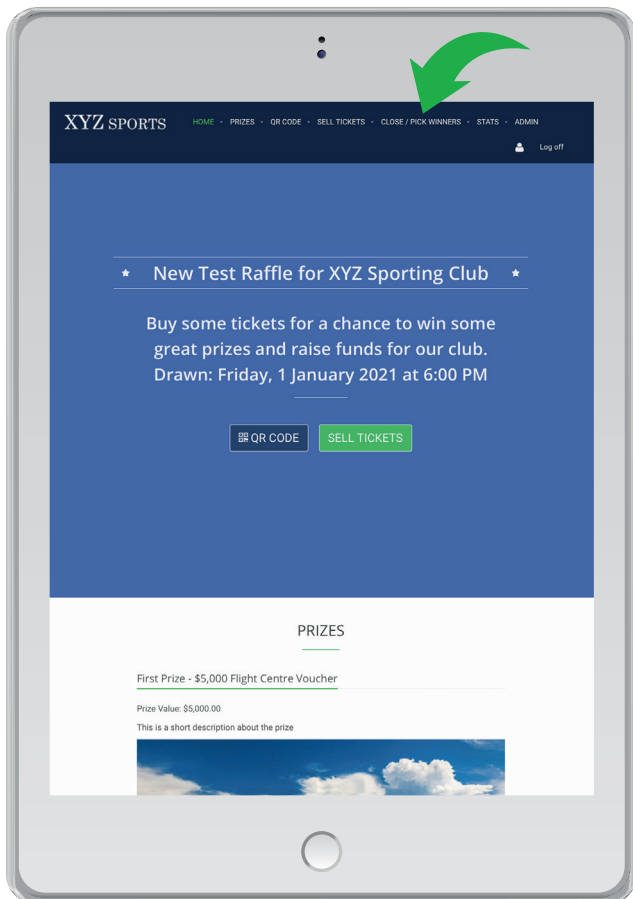 XYZ SPORTS
HOME - PRIZES - QR CODE - SELL TICKETS - CLOSE / PICK WINNERS - STATS - ADMIN
Log off
New Test Raffle for XYZ Sporting Club
Buy some tickets for a chance to win some
great prizes and raise funds for our club.
Drawn: Friday, 1 January 2021 at 6:00 PM
QR CODE
SELL TICKETS
PRIZES
First Prize - $5,000 Flight Centre Voucher
Prize Value: $5,000.00
This is a short description about the prize